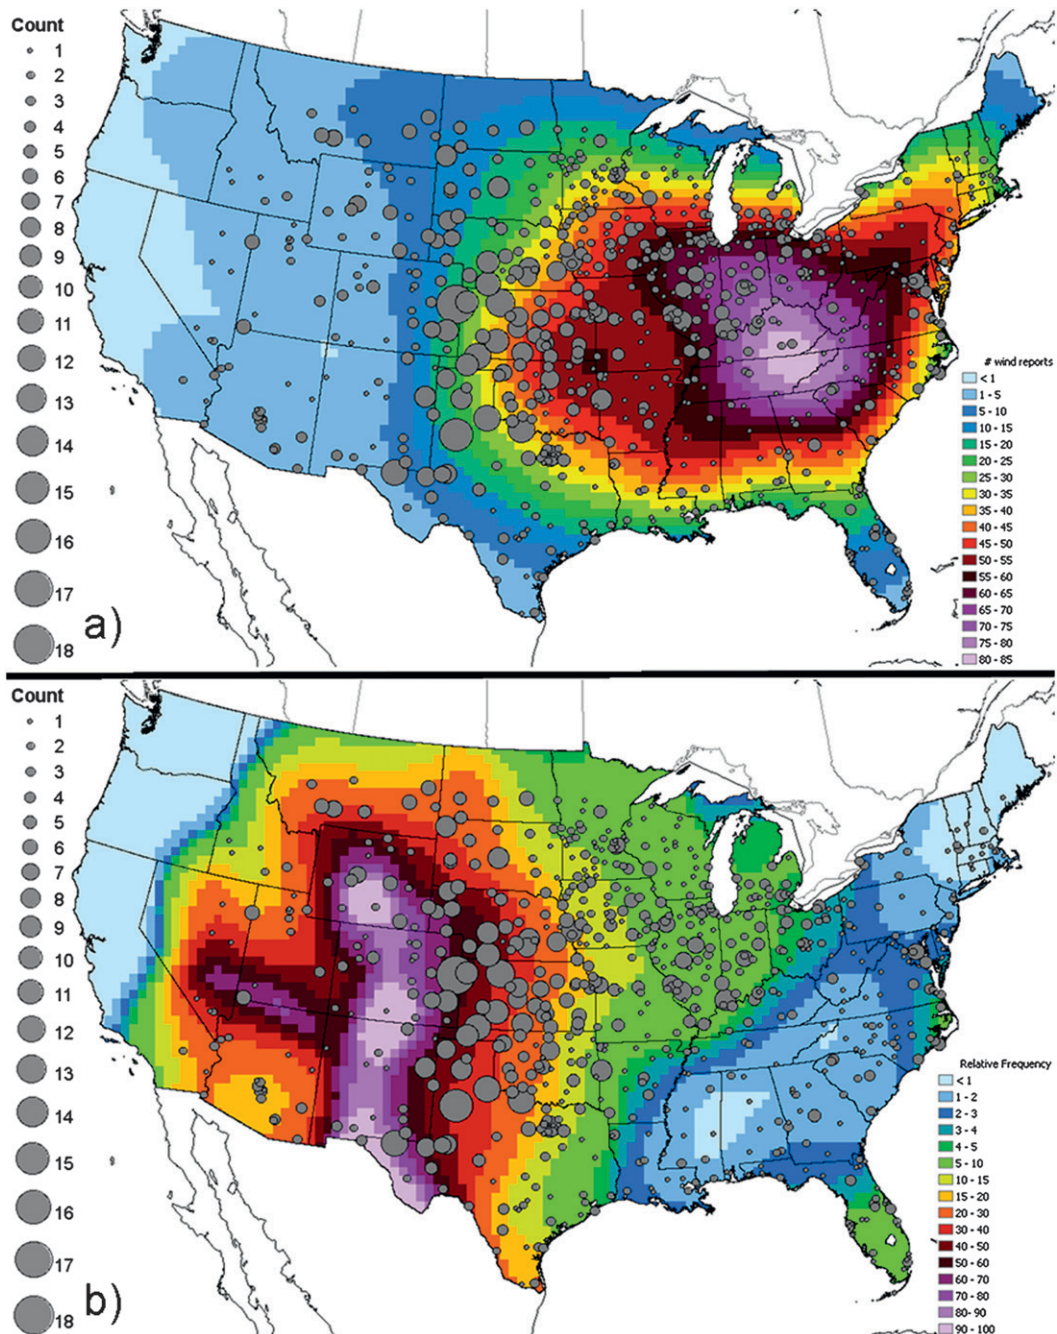 Count
1
2
3
4
5
6
7
8
9
10
11
12
13
14
15
16
17
18
a)
# wind reports
< 1
1 - 5
5 - 10
10 - 15
15 - 20
20 - 25
25 - 30
30 - 35
35 - 40
40 - 45
45 - 50
50 - 55
55 - 60
60 - 65
65 - 70
70 - 75
75 - 80
80 - 85
Count
1
2
3
4
5
6
7
8
9
10
11
12
13
14
15
16
17
18
b)
Relative Frequency
< 1
1 - 2
2 - 3
3 - 4
4 - 5
5 - 10
10 - 15
15 - 20
20 - 30
30 - 40
40 - 50
50 - 60
60 - 70
70 - 80
80 - 90
90 - 100